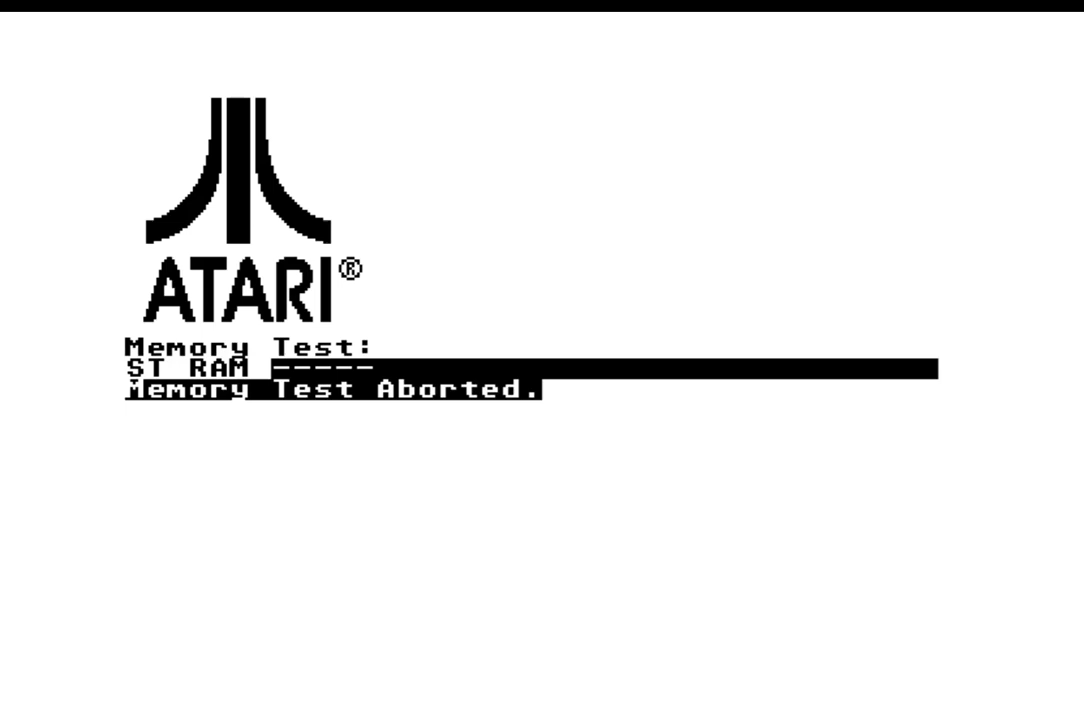 ATARI®
Memory Test:
ST RAM -----
Memory Test Aborted.